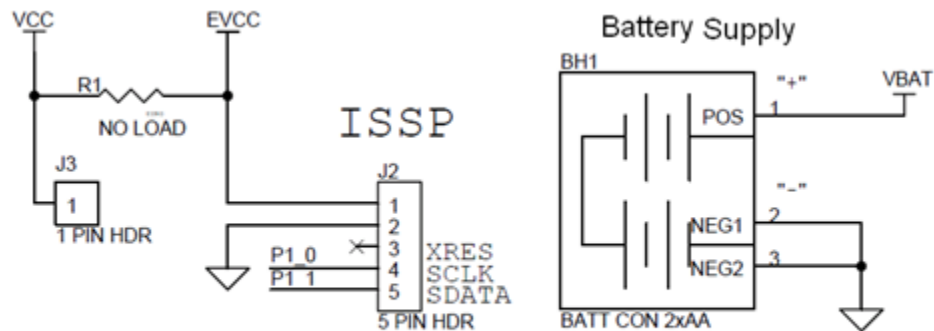 VCC
EVCC
R1
NO LOAD
J3
1
1 PIN HDR
ISSP
J2
1
2
3
4
5
XRES
SCLK
SDATA
P1_0
P1_1
5 PIN HDR
Battery Supply
BH1
"+"
VBAT
POS
1
"-"
NEG1
2
NEG2
3
BATT CON 2xAA